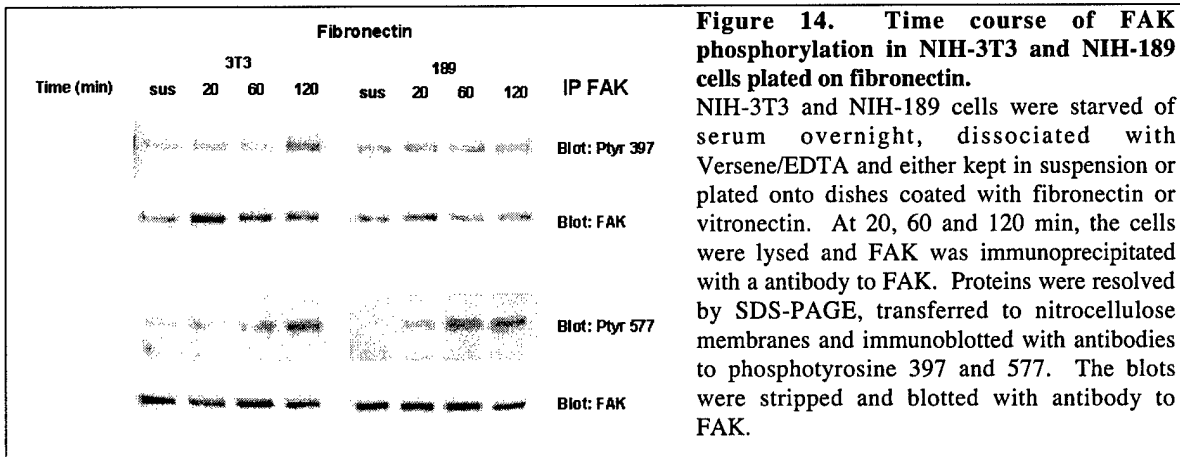 Fibronectin
3T3 189
Time (min) sus 20 60 120 sus 20 60 120 IP FAK
Blot: Ptyr 397
Blot: FAK
Blot: Ptyr 577
Blot: FAK
Figure 14. Time course of FAK
phosphorylation in NIH-3T3 and NIH-189
cells plated on fibronectin.
NIH-3T3 and NIH-189 cells were starved of
serum overnight, dissociated with
Versene/EDTA and either kept in suspension or
plated onto dishes coated with fibronectin or
vitronectin. At 20, 60 and 120 min, the cells
were lysed and FAK was immunoprecipitated
with a antibody to FAK. Proteins were resolved
by SDS-PAGE, transferred to nitrocellulose
membranes and immunoblotted with antibodies
to phosphotyrosine 397 and 577. The blots
were stripped and blotted with antibody to
FAK.